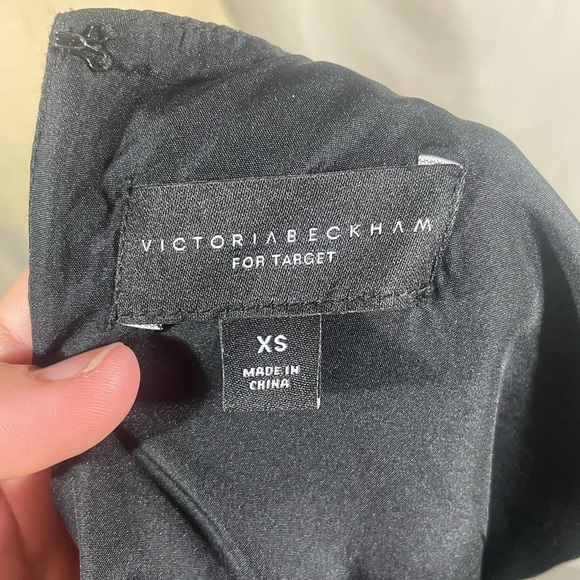 VICTORIABECKHAM
FOR TARGET
XS
MADE IN
CHINA